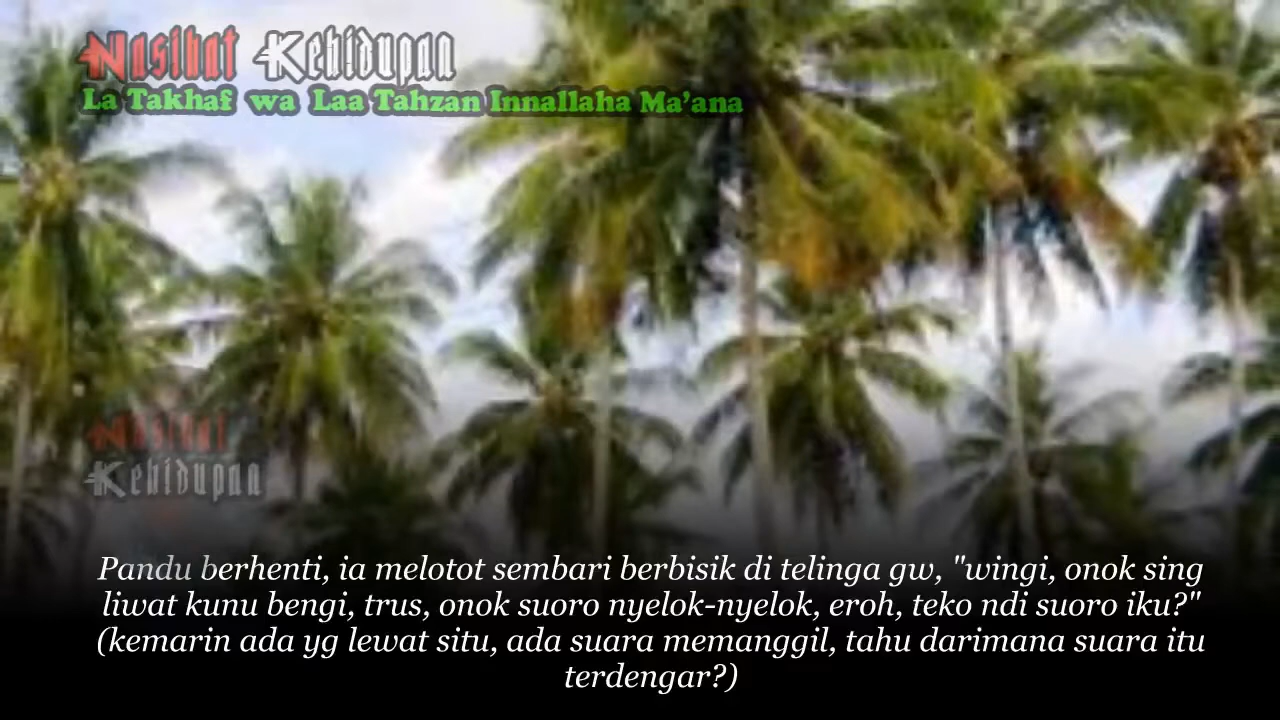 Nasihat Kehidupan
La Takhaf wa Laa Tahzan Innallaha Ma'ana
Nasihat
Kehidupan
Pandu berhenti, ia melotot sembari berbisik di telinga gw, "wingi, onok sing
liwat kunu bengi, trus, onok suoro nyelok-nyelok, eroh, teko ndi suoro iku?"
(kemarin ada yg lewat situ, ada suara memanggil, tahu darimana suara itu
terdengar?)